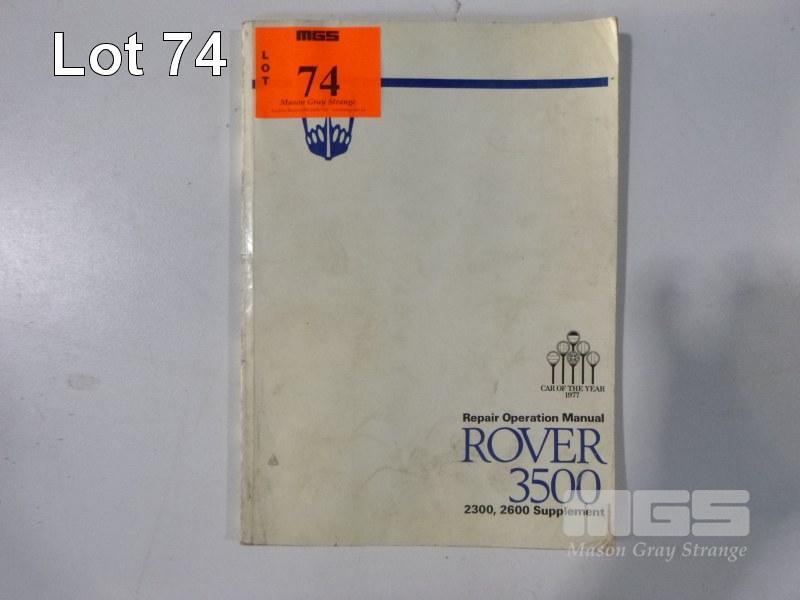 Lot 74
MGS
LOT
74
Mason Gray Strange
CAR OF THE YEAR
1977
Repair Operation Manual
ROVER
3500
2300, 2600 Supplement
MGS
Mason Gray Strange